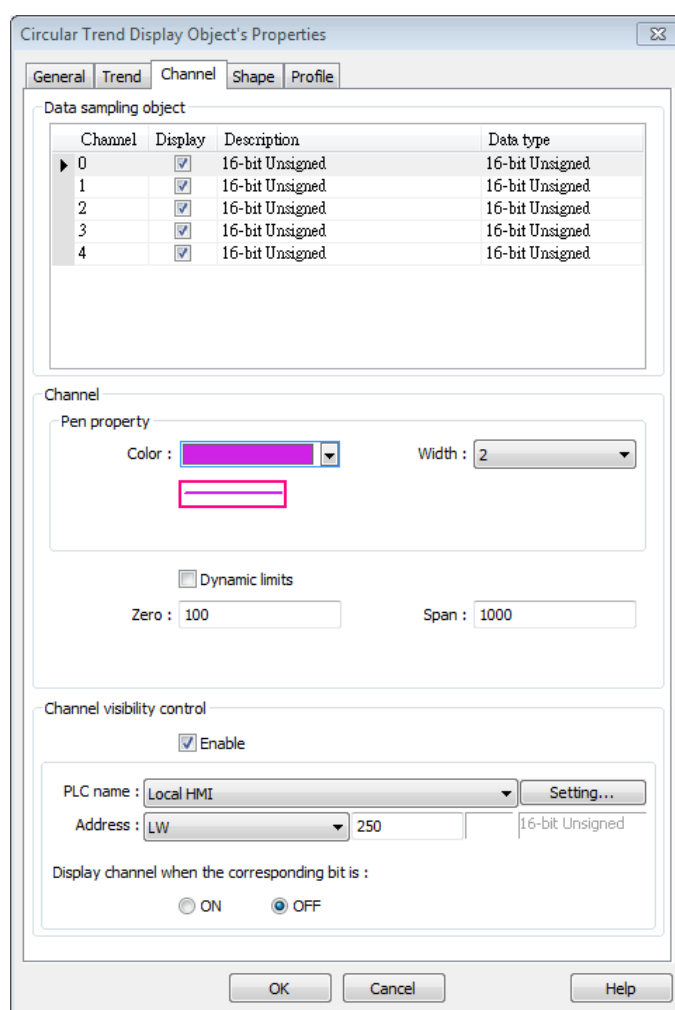 Circular Trend Display Object's Properties
General Trend Channel Shape Profile
Data sampling object
Channel Display Description Data type
0 16-bit Unsigned 16-bit Unsigned
1 16-bit Unsigned 16-bit Unsigned
2 16-bit Unsigned 16-bit Unsigned
3 16-bit Unsigned 16-bit Unsigned
4 16-bit Unsigned 16-bit Unsigned
Channel
Pen property
Color : Width : 2
Dynamic limits
Zero : 100 Span : 1000
Channel visibility control
Enable
PLC name : Local HMI Setting...
Address : LW 250 16-bit Unsigned
Display channel when the corresponding bit is :
ON OFF
OK Cancel Help